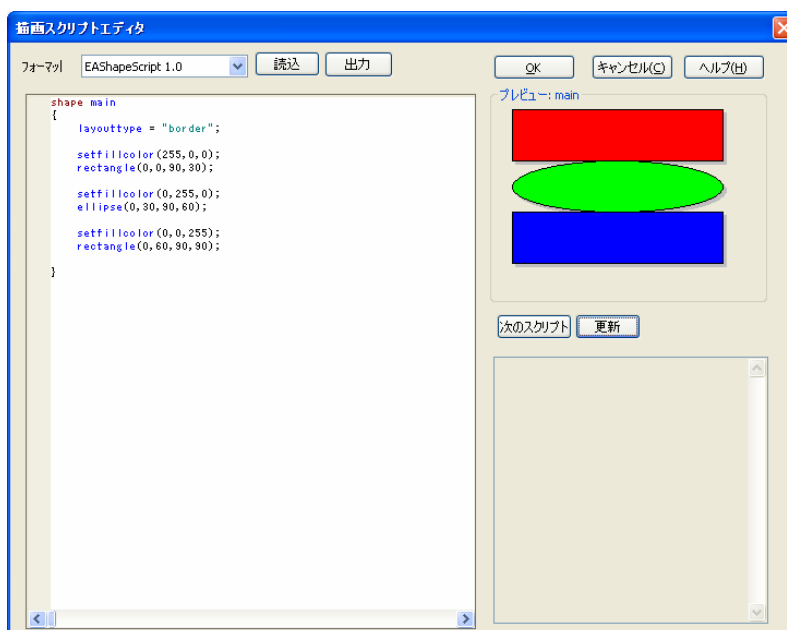 描画スクリプトエディタ
フォーマット EAShapeScript 1.0 読込 出力 OK キャンセル(C) ヘルプ(H)
プレビュー: main
shape main
{
layouttype = "border";
setfillcolor(255,0,0);
rectangle(0,0,90,30);
setfillcolor(0,255,0);
ellipse(0,30,90,60);
setfillcolor(0,0,255);
rectangle(0,60,90,90);
}
次のスクリプト 更新